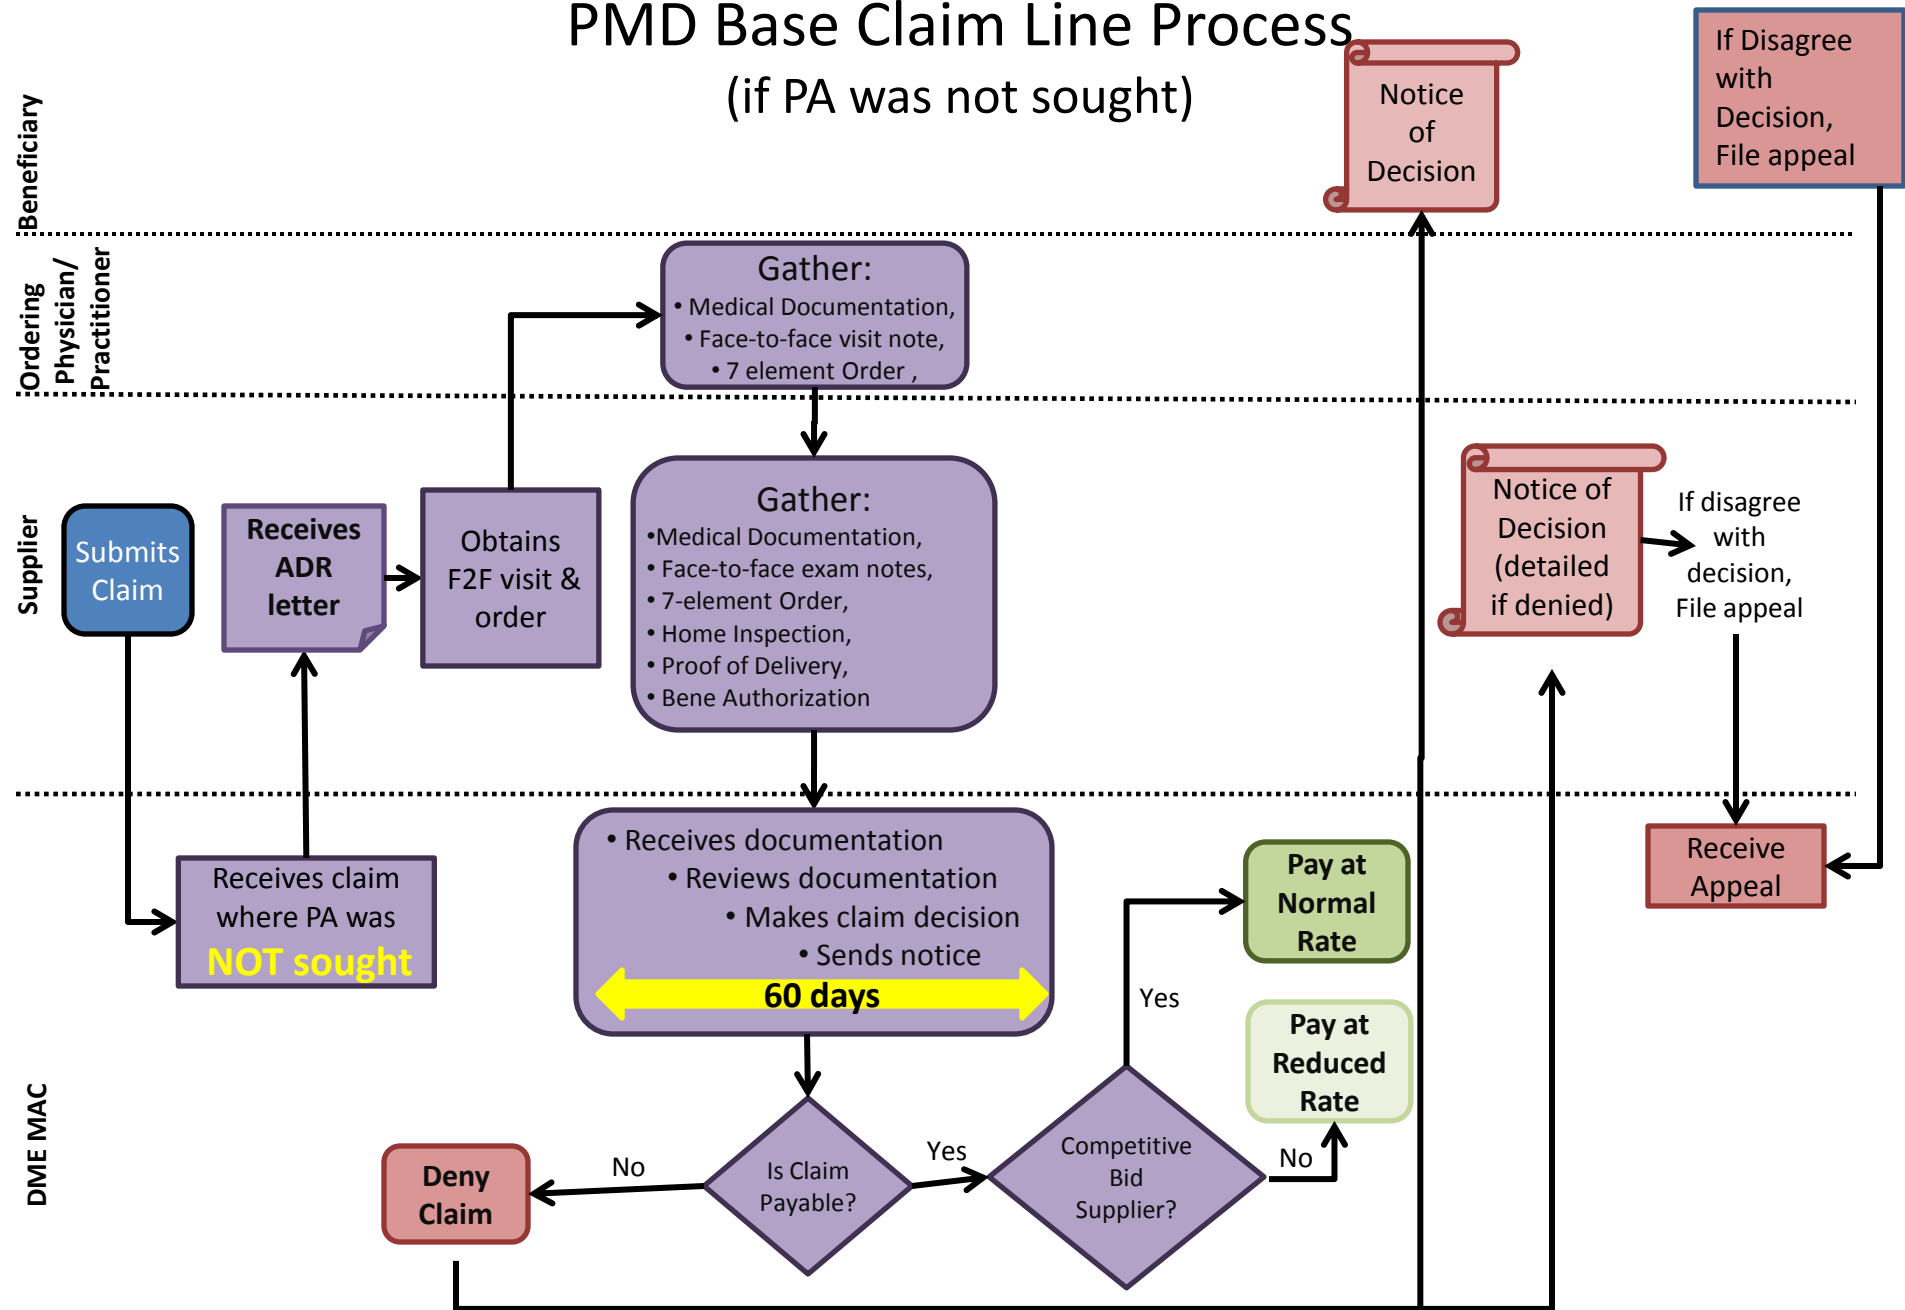 PMD Base Claim Line Process
(if PA was not sought)
Beneficiary
Notice
of
Decision
If Disagree
with
Decision,
File appeal
Ordering
Physician/
Practitioner
Gather:
• Medical Documentation,
• Face-to-face visit note,
• 7 element Order ,
Supplier
Submits
Claim
Receives
ADR
letter
Obtains
F2F visit &
order
Gather:
•Medical Documentation,
• Face-to-face exam notes,
• 7-element Order,
• Home Inspection,
• Proof of Delivery,
• Bene Authorization
Notice of
Decision
(detailed
if denied)
If disagree
with
decision,
File appeal
DME MAC
Receives claim
where PA was
NOT sought
• Receives documentation
• Reviews documentation
• Makes claim decision
• Sends notice
60 days
Pay at
Normal
Rate
Receive
Appeal
Yes
Pay at
Reduced
Rate
Deny
Claim
No
Is Claim
Payable?
Yes
Competitive
Bid
Supplier?
No